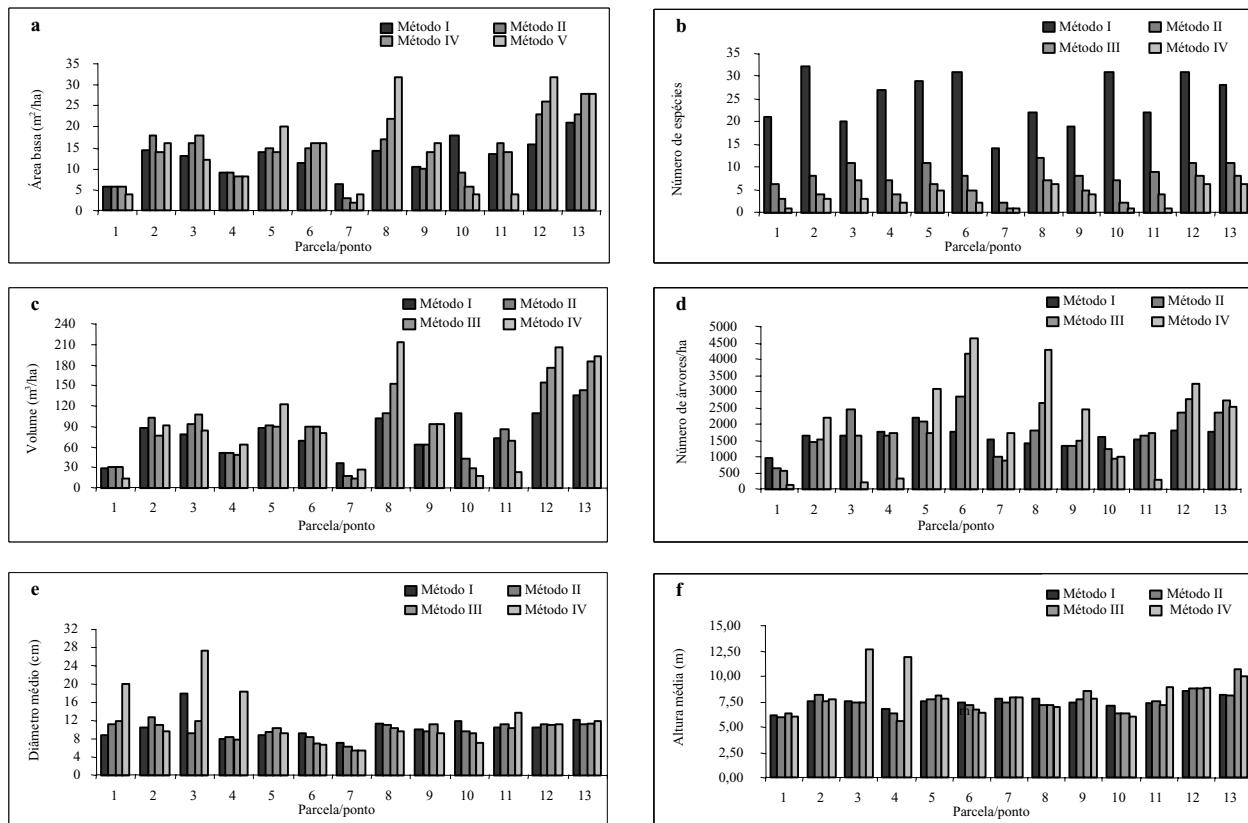 a
Método I Método II
Método IV Método V
35
30
25
20
15
10
5
0
Área basa (m²/ha)
1 2 3 4 5 6 7 8 9 10 11 12 13
Parcela/ponto
b
Método I Método II
Método III Método IV
35
30
25
20
15
10
5
0
Número de espécies
1 2 3 4 5 6 7 8 9 10 11 12 13
Parcela/ponto
c
Método I Método II
Método III Método IV
240
210
180
150
120
90
60
30
0
Volume (m³/ha)
1 2 3 4 5 6 7 8 9 10 11 12 13
Parcela/ponto
d
Método I Método II
Método III Método IV
5000
4500
4000
3500
3000
2500
2000
1500
1000
500
0
Número de árvores/ha
1 2 3 4 5 6 7 8 9 10 11 12 13
Parcela/ponto
e
Método I Método II
Método III Método IV
32
28
24
20
16
12
8
4
0
Diâmetro médio (cm)
1 2 3 4 5 6 7 8 9 10 11 12 13
Parcela/ponto
f
Método I Método II
Método III Método IV
15,00
12,50
10,00
7,50
5,00
2,50
0,00
Altura média (m)
1 2 3 4 5 6 7 8 9 10 11 12 13
Parcela/ponto